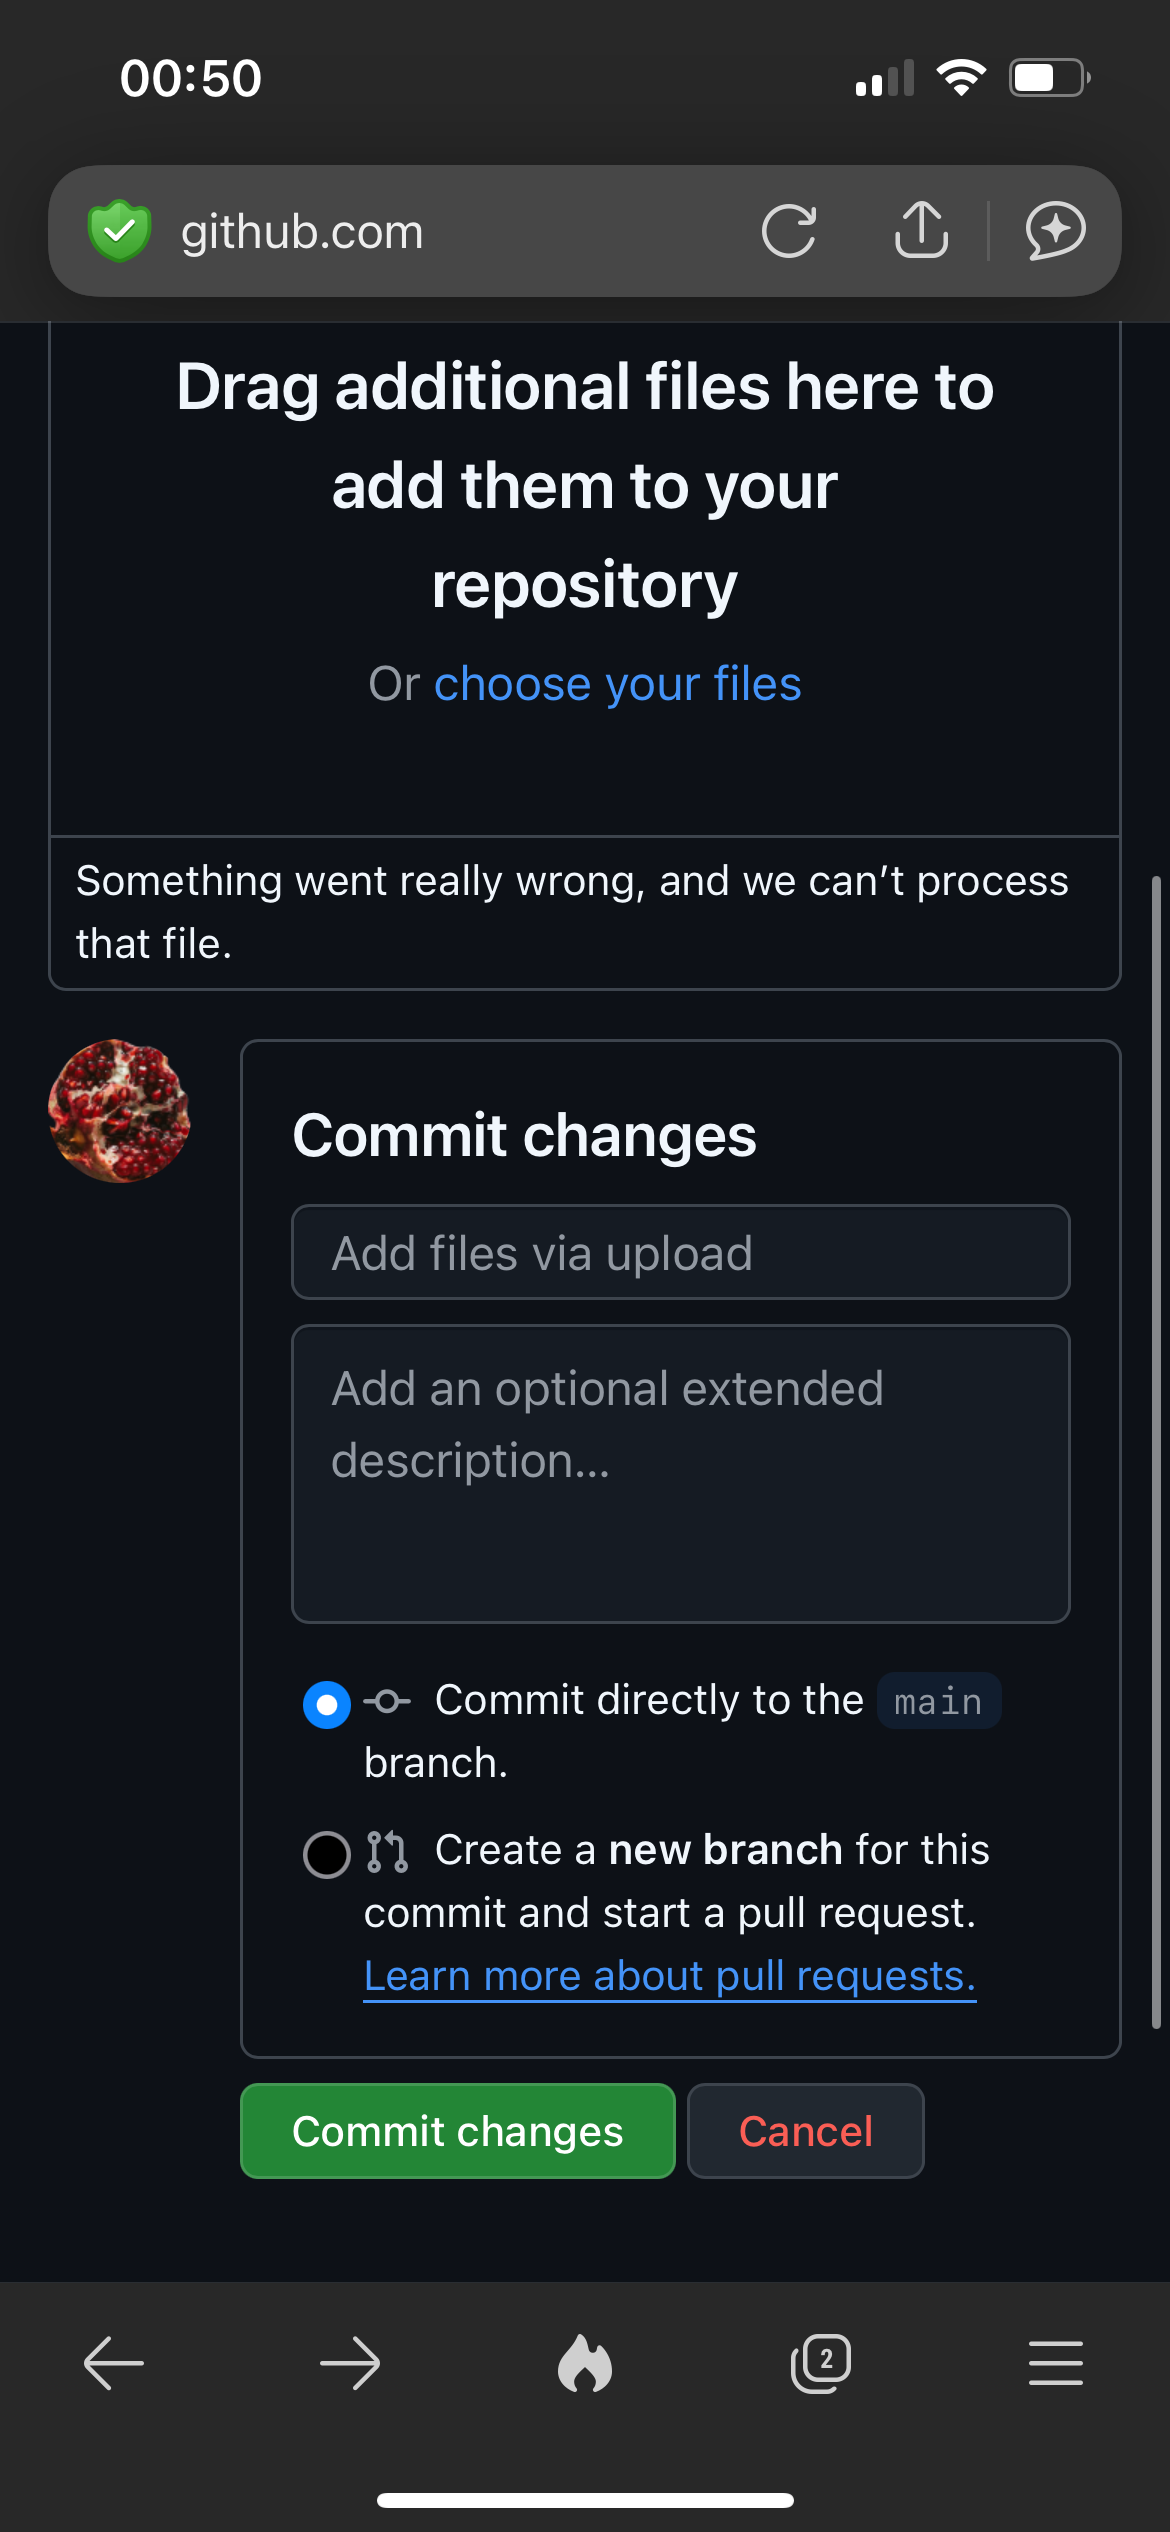 00:50
github.com
Drag additional files here to
add them to your
repository
Or choose your files
Something went really wrong, and we can’t process
that file.
Commit changes
Add files via upload
Add an optional extended
description...
Commit directly to the main
branch.
Create a new branch for this
commit and start a pull request.
Learn more about pull requests.
Commit changes
Cancel
2